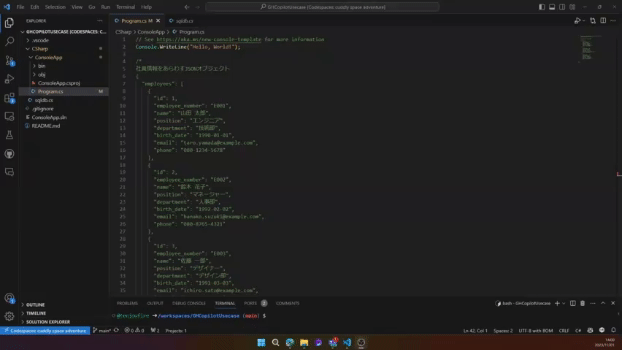 File Edit Selection View Go Run Terminal Help
GHCopilotUsecase [Codespaces: cuddly space adventure]
EXPLORER
GHCOPILOTUSECASE [CODESPACES: CUD...
.vscode
CSharp
ConsoleApp
bin
obj
ConsoleApp.csproj
Program.cs M
sqldb.cs
.gitignore
ConsoleApp.sln
README.md
OUTLINE
TIMELINE
SOLUTION EXPLORER
Program.cs M
sqldb.cs
CSharp > ConsoleApp > Program.cs
1 // See https://aka.ms/new-console-template for more information
2 Console.WriteLine("Hello, World!");
3
4 /*
5 社員情報をあらわすJSONオブジェクト
6 {
7 "employees": [
8 {
9 "id": 1,
10 "employee_number": "E001",
11 "name": "山田 太郎",
12 "position": "エンジニア",
13 "department": "技術部",
14 "birth_date": "1990-01-01",
15 "email": "taro.yamada@example.com",
16 "phone": "080-1234-5678"
17 },
18 {
19 "id": 2,
20 "employee_number": "E002",
21 "name": "鈴木 花子",
22 "position": "マネージャー",
23 "department": "人事部",
24 "birth_date": "1992-02-02",
25 "email": "hanako.suzuki@example.com",
26 "phone": "080-8765-4321"
27 },
28 {
29 "id": 3,
30 "employee_number": "E003",
31 "name": "佐藤 一郎",
32 "position": "デザイナー",
33 "department": "デザイン部",
34 "birth_date": "1993-03-03",
35 "email": "ichiro.sato@example.com",
PROBLEMS OUTPUT DEBUG CONSOLE TERMINAL PORTS COMMENTS
bash - GHCopilotUsecase
/workspaces/GHCopilotUsecase (main) $
Codespaces: cuddly space adventure main Projects: 1
Ln 42, Col 1 Spaces: 2 UTF-8 with BOM CRLF C#